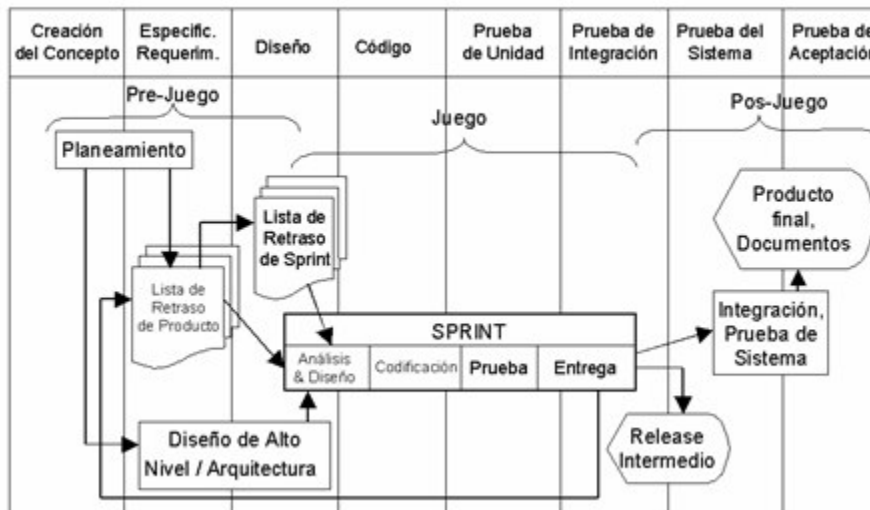 Creación
del Concepto
Especific.
Requerim.
Diseño
Código
Prueba
de Unidad
Prueba de
Integración
Prueba del
Sistema
Prueba de
Aceptación
Pre-Juego
Juego
Pos-Juego
Planeamiento
Lista de
Retraso
de Sprint
Producto
final,
Documentos
Lista de
Retraso
de Producto
SPRINT
Análisis
& Diseño
Codificación
Prueba
Entrega
Integración,
Prueba de
Sistema
Diseño de Alto
Nivel / Arquitectura
Release
Intermedio